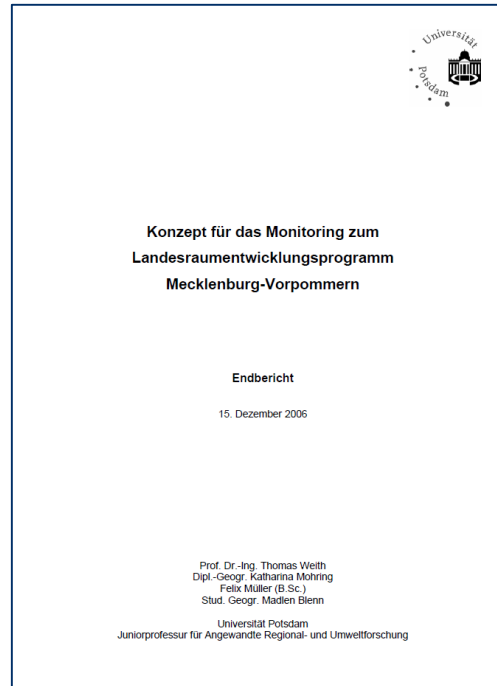 Universität
Potsdam
Konzept für das Monitoring zum
Landesraumentwicklungsprogramm
Mecklenburg-Vorpommern
Endbericht
15. Dezember 2006
Prof. Dr.-Ing. Thomas Weith
Dipl.-Geogr. Katharina Mohring
Felix Müller (B.Sc.)
Stud. Geogr. Madlen Blenn
Universität Potsdam
Juniorprofessur für Angewandte Regional- und Umweltforschung